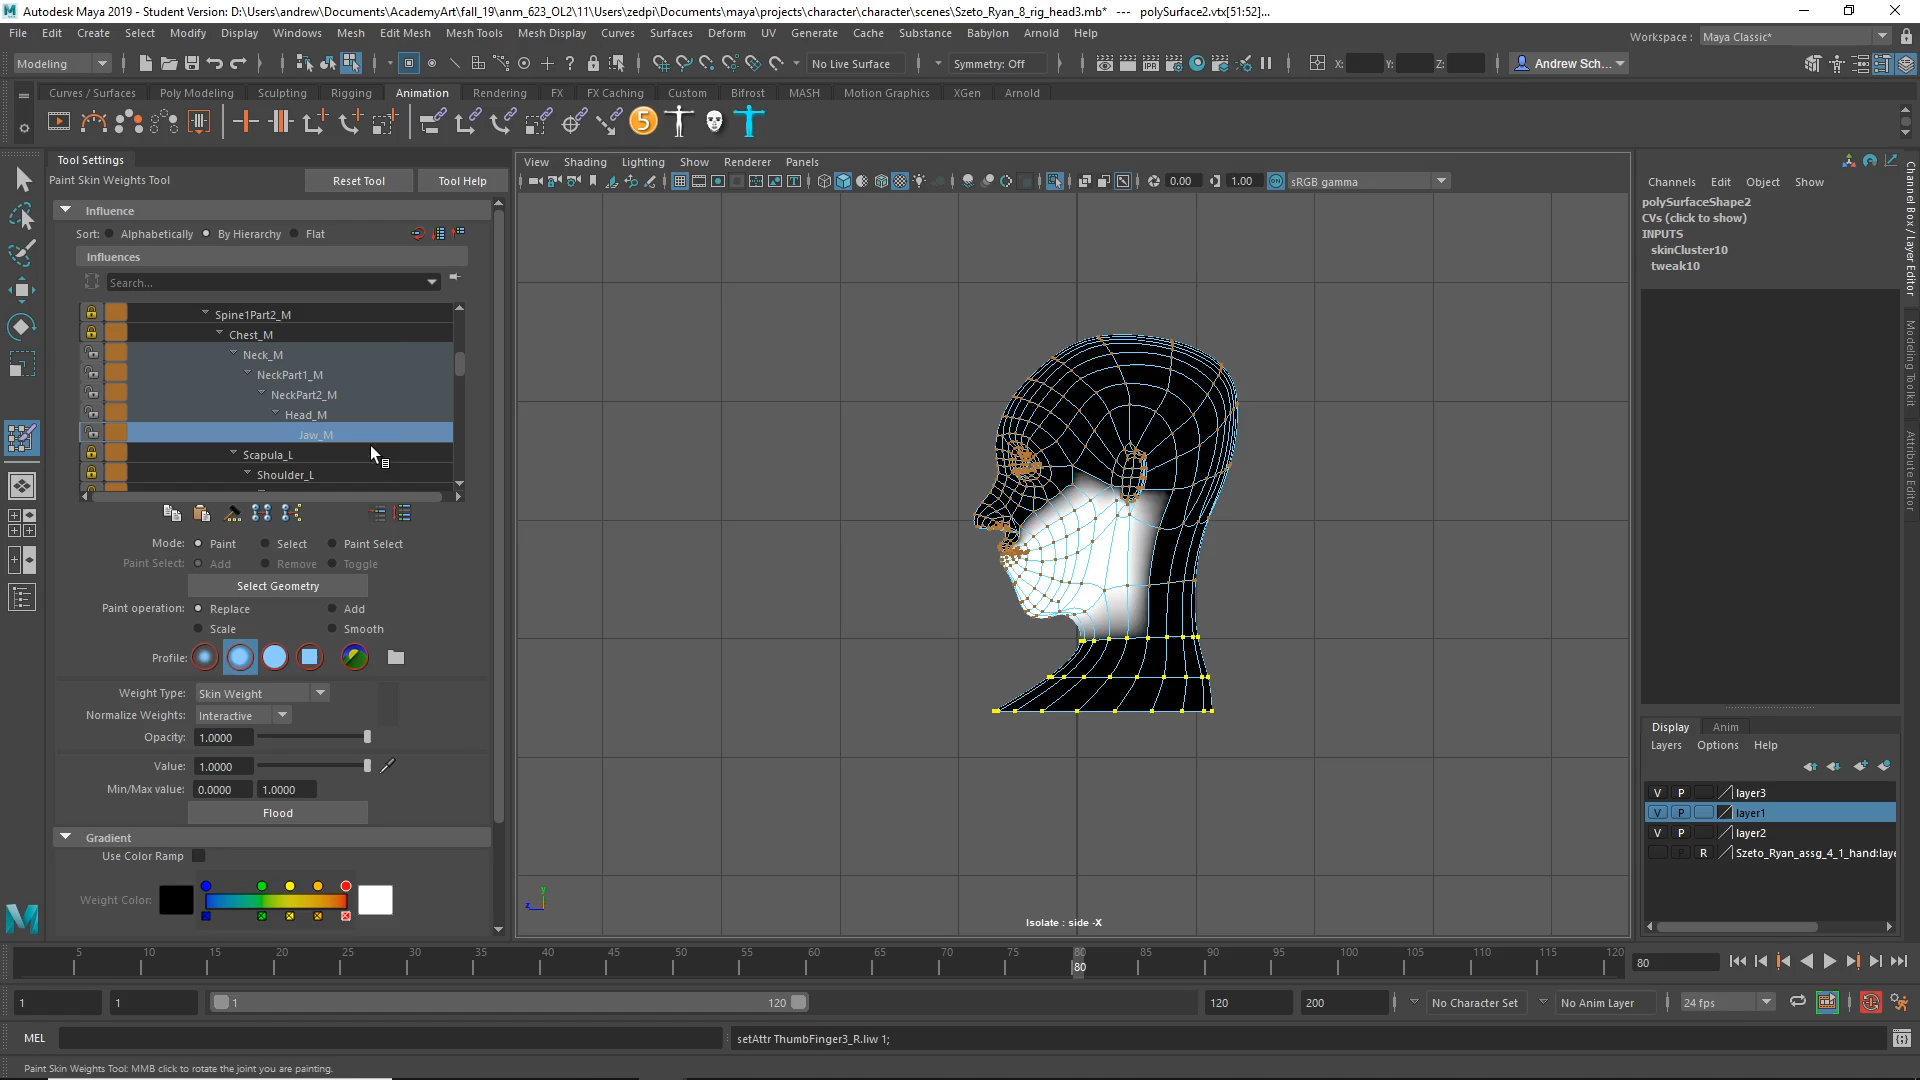 Autodesk Maya 2019 - Student Version: D:\Users\andrew\Documents\AcademyArt\fall_19\anm_623_OL2\11\Users\zedpi\Documents\maya\projects\character\character\scenes\Szeto_Ryan_8_rig_head3.mb* --- polySurface2.vtx[51:52]...
File Edit Create Select Modify Display Windows Mesh Edit Mesh Mesh Tools Mesh Display Curves Surfaces Deform UV Generate Cache Substance Babylon Arnold Help
Workspace : Maya Classic*
Modeling No Live Surface Symmetry: Off X: Y: Z: Andrew Sch...
Curves / Surfaces Poly Modeling Sculpting Rigging Animation Rendering FX FX Caching Custom Bifrost MASH Motion Graphics XGen Arnold
5
Tool Settings
Paint Skin Weights Tool Reset Tool Tool Help
Influence
Sort: Alphabetically By Hierarchy Flat
Influences
Search...
Spine1Part2_M
Chest_M
Neck_M
NeckPart1_M
NeckPart2_M
Head_M
Jaw_M
Scapula_L
Shoulder_L
Mode: Paint Select Paint Select
Paint Select: Add Remove Toggle
Select Geometry
Paint operation: Replace Add
Scale Smooth
Profile:
Weight Type: Skin Weight
Normalize Weights: Interactive
Opacity: 1.0000
Value: 1.0000
Min/Max value: 0.0000 1.0000
Flood
Gradient
Use Color Ramp
Weight Color:
View Shading Lighting Show Renderer Panels
0.00 1.00 ON sRGB gamma
y
z
Isolate : side -X
Channels Edit Object Show
polySurfaceShape2
CVs (click to show)
INPUTS
skinCluster10
tweak10
Channel Box / Layer Editor
Modeling Toolkit
Attribute Editor
Display Anim
Layers Options Help
V P layer3
V P layer1
V P layer2
P R Szeto_Ryan_assg_4_1_hand:laye
5 10 15 20 25 30 35 40 45 50 55 60 65 70 75 80 85 90 95 100 105 110 115 120
80 80
1 1 1 120 120 200 No Character Set No Anim Layer 24 fps
MEL setAttr ThumbFinger3_R.liw 1;
Paint Skin Weights Tool: MMB click to rotate the joint you are painting.